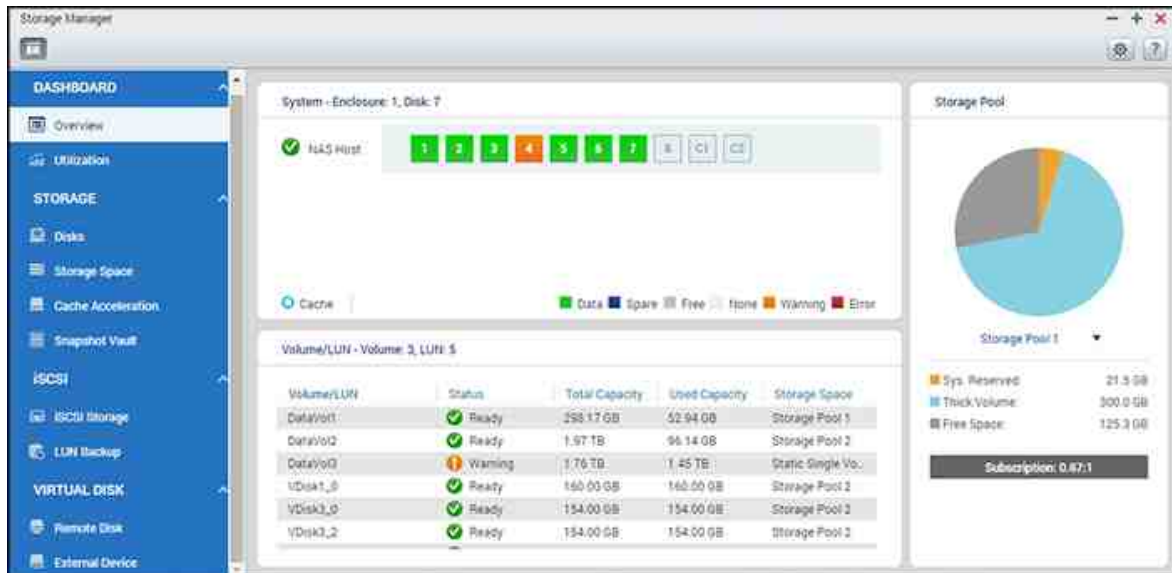 Storage Manager
DASHBOARD
Overview
Utilization
STORAGE
Disks
Storage Space
Cache Acceleration
Snapshot Vault
iSCSI
iSCSI Storage
LUN Backup
VIRTUAL DISK
Remote Disk
External Device
System - Enclosure: 1, Disk: 7
NAS Host 1 2 3 4 5 6 7 C1 C2
Cache
Data Spare Free None Warning Error
Volume/LUN - Volume: 3, LUN: 5
Volume/LUN Status Total Capacity Used Capacity Storage Space
DataVol1 Ready 298.17 GB 52.94 GB Storage Pool 1
DataVol2 Ready 1.97 TB 96.14 GB Storage Pool 2
DataVol3 Warning 1.76 TB 1.45 TB Static Single Vo..
VDisk1_0 Ready 160.00 GB 160.00 GB Storage Pool 2
VDisk3_0 Ready 154.00 GB 154.00 GB Storage Pool 2
VDisk3_2 Ready 154.00 GB 154.00 GB Storage Pool 2
Storage Pool
Storage Pool 1
Sys. Reserved: 21.5 GB
Thick Volume: 300.0 GB
Free Space: 125.3 GB
Subscription: 0.67:1